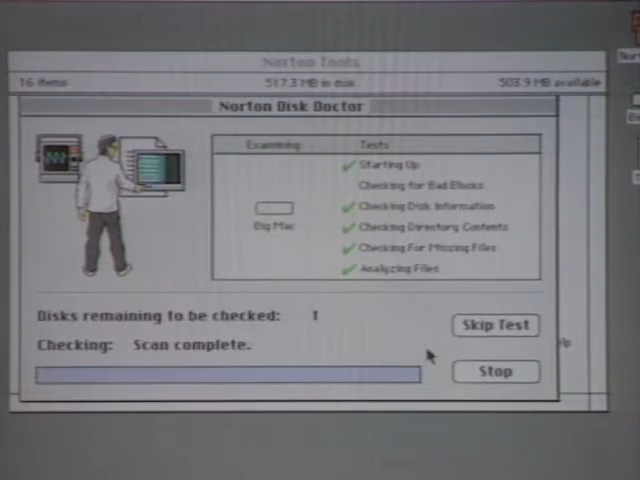 Norton Tools
16 items 517.3 MB in disk 503.9 MB available
Norton Disk Doctor
Examining Tests
Starting Up
Checking for Bad Blocks
Checking Disk Information
Big Mac
Checking Directory Contents
Checking For Missing Files
Analyzing Files
Disks remaining to be checked: 1
Skip Test
Checking: Scan complete.
Stop